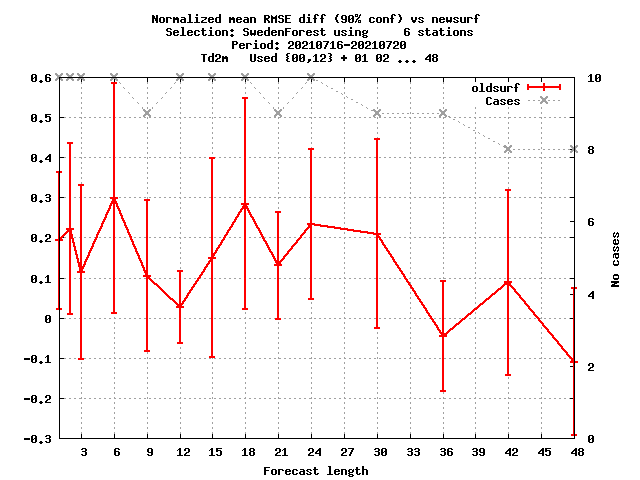 Normalized mean RMSE diff (90% conf) vs newsurf
Selection: SwedenForest using     6 stations
Period: 20210716-20210720
Td2m   Used {00,12} + 01 02 ... 48
oldsurf
Cases
0.6
0.5
0.4
0.3
0.2
0.1
0
-0.1
-0.2
-0.3
10
8
6
4
2
0
No cases
3 6 9 12 15 18 21 24 27 30 33 36 39 42 45 48
Forecast length